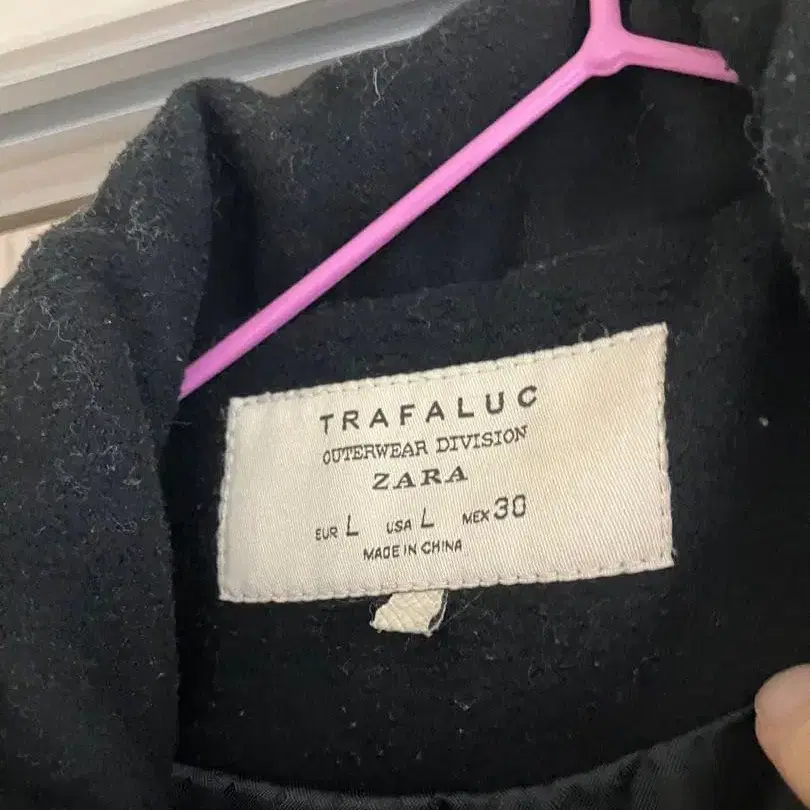 TRAFALUC
OUTERWEAR DIVISION
ZARA
EUR L USA L MEX 30
MADE IN CHINA